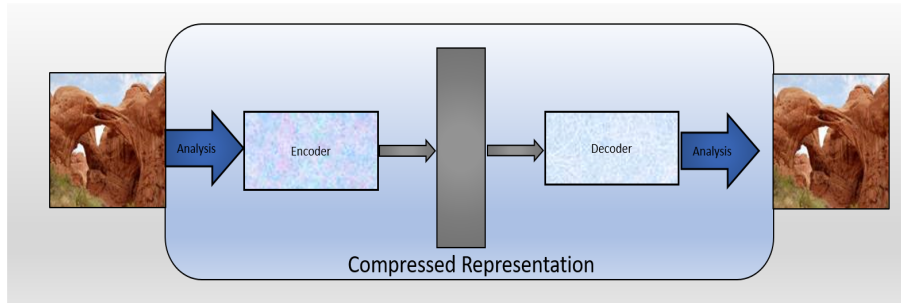 Analysis
Encoder
Decoder
Analysis
Compressed Representation